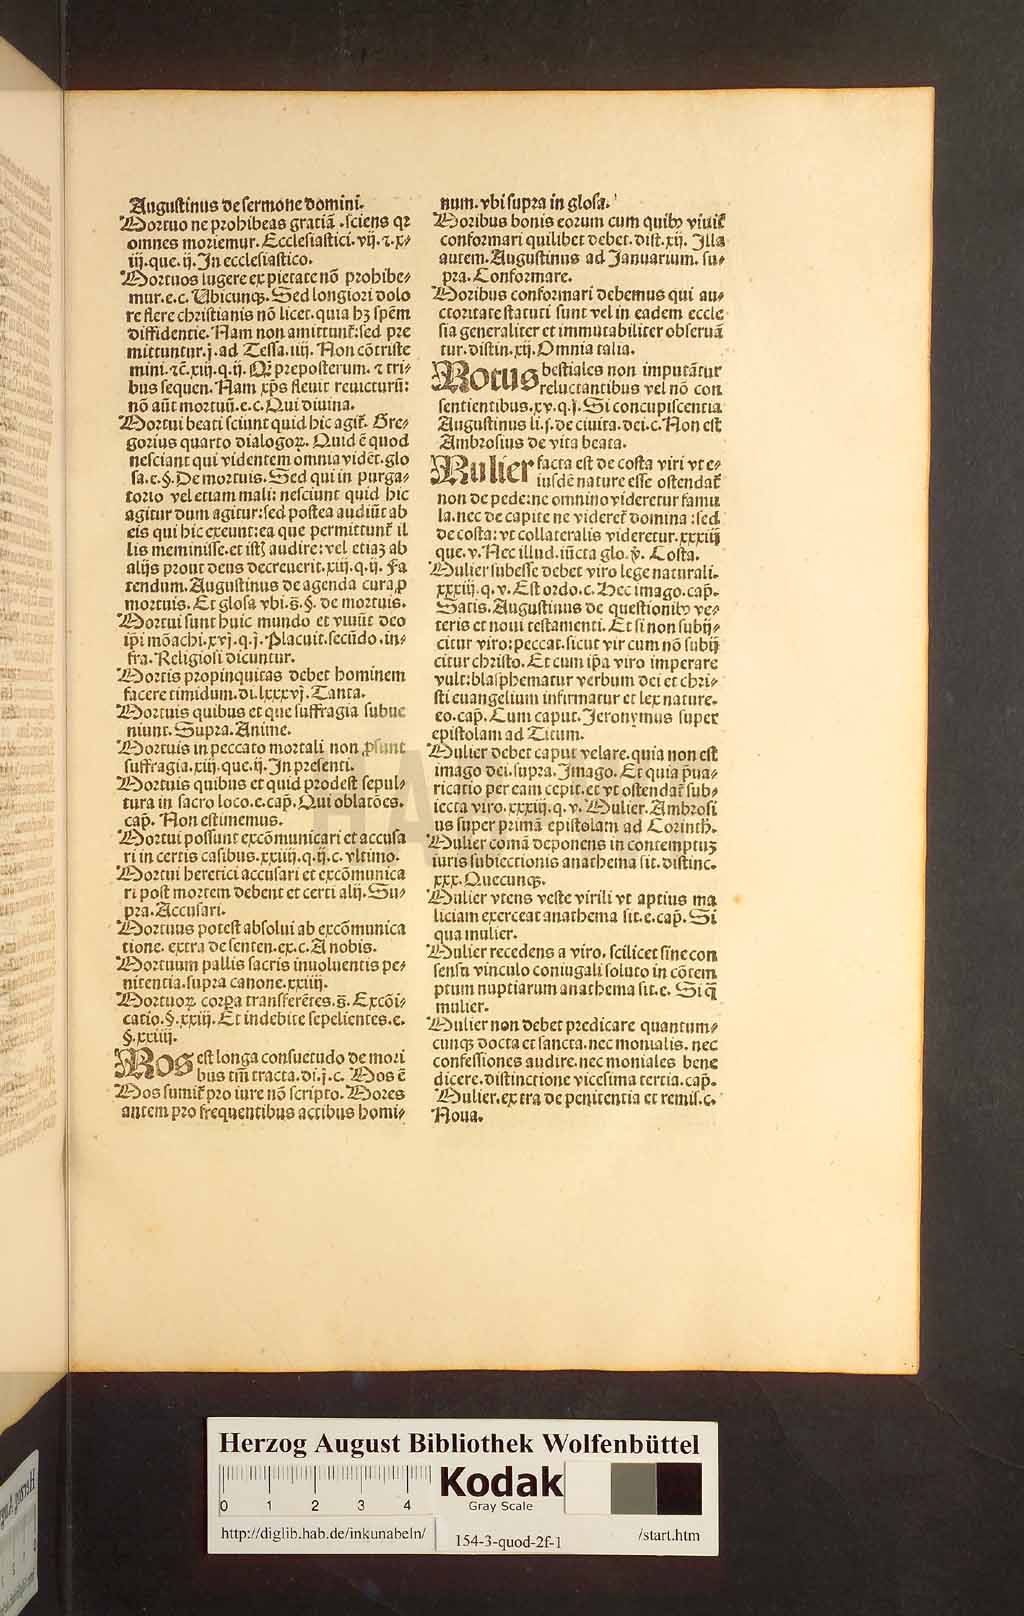 Augustinus de sermone domini.
Mortuo ne prohibeas gratiã. sciens qꝛ
omnes moriemur. Ecclesiastici. vij. ⁊. x⸗
iij. que. ij. In ecclesiastico.
Mortuos lugere ex pietate nõ prohibe⸗
mur. e. c. Ubicunqꝫ. Sed longiori dolo
re flere christianis nõ licet. quia hꝫ spẽm
diffidentie. Nam non amittunt᷑: sed pre
mittuntur. j. ad Tessa. iiij. Non cõtriste
mini. ⁊c̃. xiij. q. ij. Qꝛ preposterum. ⁊ tri⸗
bus sequen. Nam xp̃s fleuit reuicturũ:
nõ aũt mortuũ. e. c. Qui diuina.
Mortui beati sciunt quid hic agit᷑. Gre⸗
gorius quarto dialogoꝝ. Quid ẽ quod
nesciant qui videntem omnia vidẽt. glo
sa. e. §. De mortuis. Sed qui in purga⸗
torio vel etiam mali: nesciunt quid hic
agitur dum agitur: sed postea audiũt ab
eis qui hic exeunt: ea que permittunt᷑ il
lis meminisse. et istꝫ audire: vel etiaꝫ ab
alijs prout deus decreuerit. xiij. q. ij. Fa
tendum. Augustinus de agenda cura ꝓ
mortuis. Et glosa vbi. s̃. §. de mortuis.
Mortui sunt huic mundo et viuũt deo
ip̃i mõachi. xvj. q. j. Placuit. secũdo. in⸗
fra. Religiosi dicuntur.
Mortis propinquitas debet hominem
facere timidum. di. lxxxvj. Tanta.
Mortuis quibus et que suffragia subue
niunt. Supra. Anime.
Mortuis in peccato mortali non ꝓsunt
suffragia. xiij. que. ij. In presenti.
Mortuis quibus et quid prodest sepul⸗
tura in sacro loco. e. cap̃. Qui oblatões.
cap̃. Non estimemus.
Mortui possunt excõmunicari et accusa
ri in certis casibus. xxiiij. q. ij. c. vltimo.
Mortui heretici accusari et excõmunica
ri post mortem debent et certi alij. Su⸗
pra. Accusari.
Mortuus potest absolui ab excõmunica
tione. extra de senten. ex. c. A nobis.
Mortuum pallis sacris inuoluentis pe⸗
nitentia. supra canone. xxiiij.
Mortuoꝝ corꝑa transferẽtes. s̃. Excõi⸗
catio. §. xxiij. Et indebite sepelientes. e.
§. xxiiij.
Mos est longa consuetudo de mori
bus tm̃ tracta. di. j. c. Mos ẽ
Mos sumit᷑ pro iure nõ scripto. Mores
autem pro frequentibus actibus homi⸗
num. vbi supra in glosa.
Moribus bonis eorum cum quibꝰ viuit᷑
conformari quilibet debet. dist. xij. Illa
autem. Augustinus ad Januarium. su⸗
pra. Conformare.
Moribus conformari debemus qui au⸗
ctoritate statuti sunt vel in eadem eccle
sia generaliter et immutabiliter obseruã
tur. distin. xij. Omnia talia.
Motus bestiales non imputãtur
reluctantibus vel nõ con
sentientibus. xv. q. j. Si concupiscentia
Augustinus li. j. de ciuita. dei. c. Non est
Ambrosius de vita beata.
Mulier facta est de costa viri vt e⸗
iusdẽ nature esse ostendat᷑
non de pede: ne omnino videretur famu
la. nec de capite ne videret᷑ domina: sed
de costa: vt collateralis videretur. xxxiij
que. v. Nec illud. iũcta glo. ꝟ. Costa.
Mulier subesse debet viro lege naturali.
xxxiij. q. v. Est ordo. c. Hec imago. cap̃.
Satis. Augustinus de questionibꝰ ve⸗
teris et noui testamenti. Et si non subij⸗
citur viro: peccat. sicut vir cum nõ subij
citur christo. Et cum ip̃a viro imperare
vult: blasphematur verbum dei et chri⸗
sti euangelium infirmatur et lex nature.
eo. cap̃. Cum caput. Jeronymus super
epistolam ad Titum.
Mulier debet caput velare. quia non est
imago dei. supra. Imago. Et quia p̃ua⸗
ricatio per eam cepit. et vt ostendat᷑ sub⸗
iecta viro. xxxiij. q. v. Mulier. Ambrosi
us super primã epistolam ad Corinth̃.
Mulier comã deponens in contemptuꝫ
iuris subiectionis anathema sit. distinc.
xxx. Quecunqꝫ.
Mulier vtens veste virili vt aptius ma
liciam exerceat anathema sit. e. cap̃. Si
qua mulier.
Mulier recedens a viro. scilicet sine con
sensu vinculo coniugali soluto in cõtem
ptum nuptiarum anathema sit. e. Si q̃
mulier.
Mulier non debet predicare quantum⸗
cunqꝫ docta et sancta. nec monialis. nec
confessiones audire. nec moniales bene
dicere. distinctione vicesima tertia. cap̃.
Mulier. extra de penitentia et remis. c.
Noua.
HAB
Herzog August Bibliothek Wolfenbüttel
0 1 2 3 4
Kodak
Gray Scale
http://diglib.hab.de/inkunabeln/
154-3-quod-2f-1
/start.htm